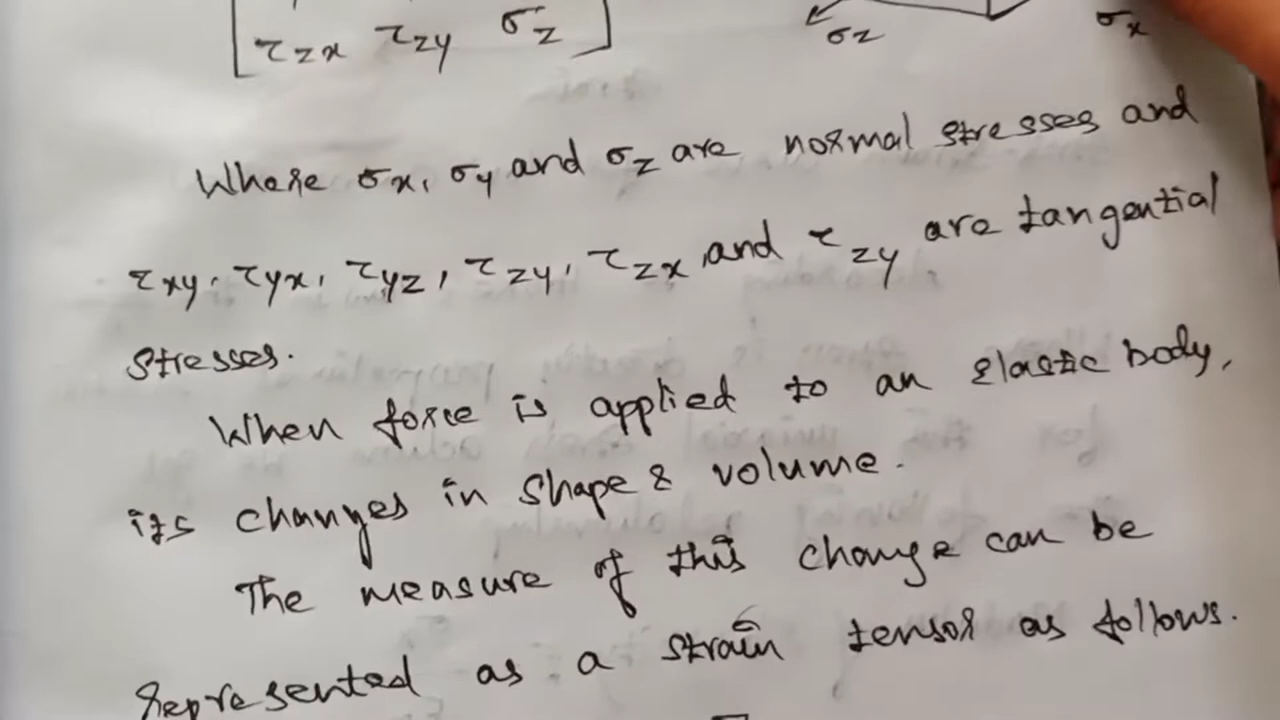 τzx τzy σz
σz
σx
Where σx, σy and σz are normal stresses and
τxy, τyx, τyz, τzy, τzx and τzy are tangential
stresses.
When force is applied to an elastic body,
its changes in shape & volume.
The measure of this change can be
represented as a strain tensor as follows.